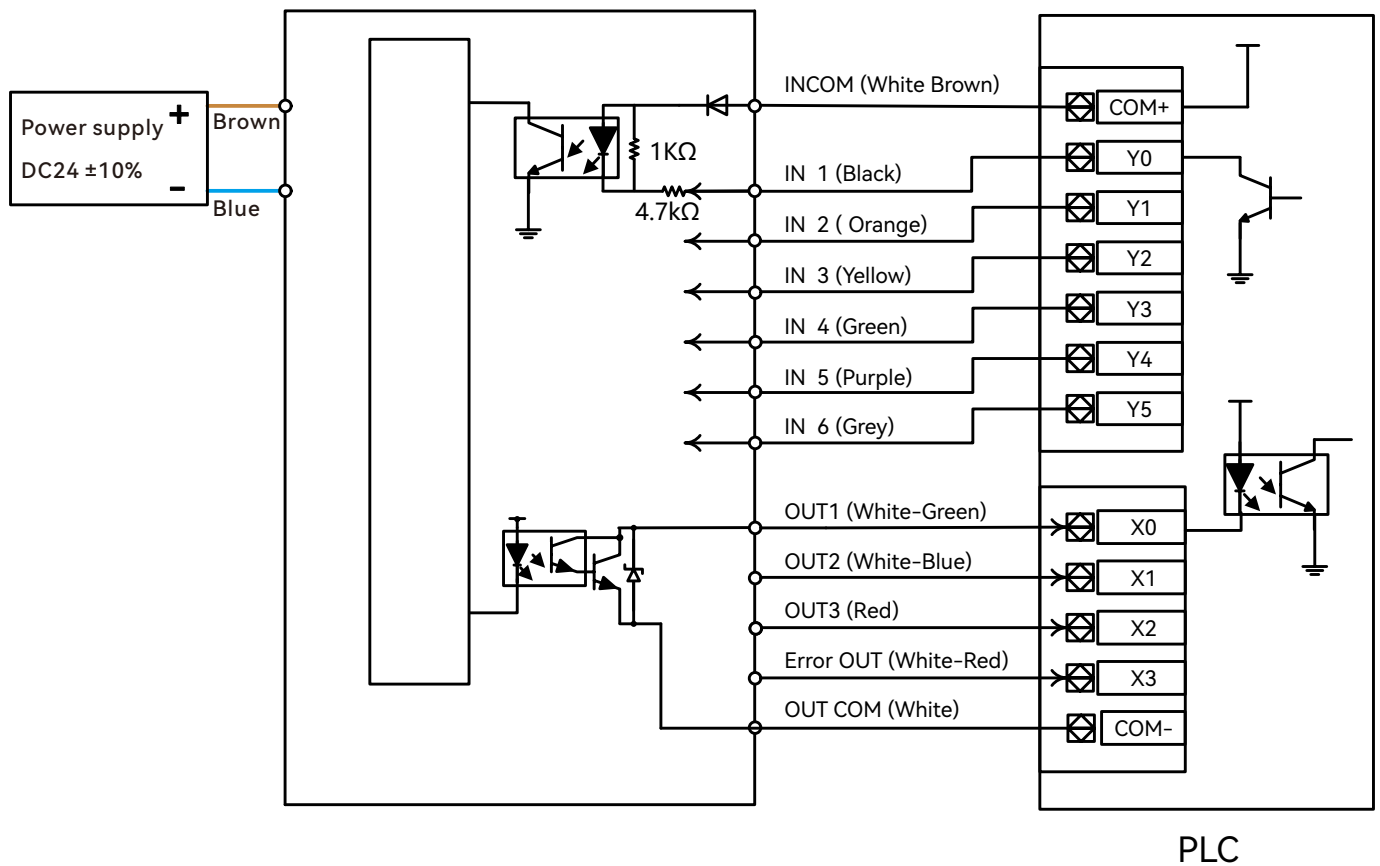 Power supply +
DC24 ±10%
−
Brown
Blue
1KΩ
4.7kΩ
INCOM (White Brown)
IN 1 (Black)
IN 2 ( Orange)
IN 3 (Yellow)
IN 4 (Green)
IN 5 (Purple)
IN 6 (Grey)
OUT1 (White-Green)
OUT2 (White-Blue)
OUT3 (Red)
Error OUT (White-Red)
OUT COM (White)
COM+
Y0
Y1
Y2
Y3
Y4
Y5
X0
X1
X2
X3
COM-
PLC